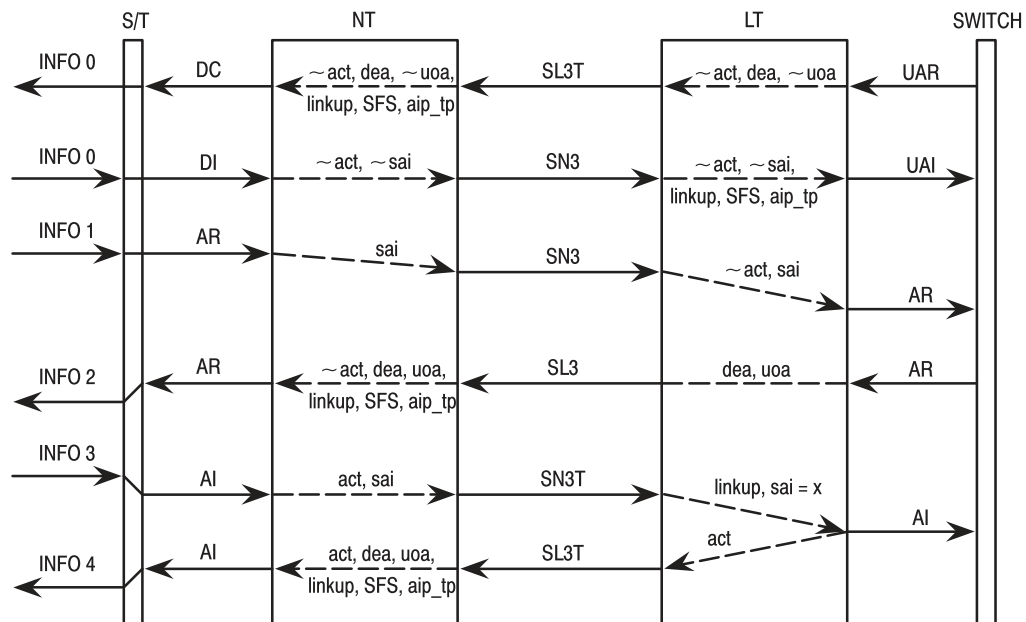 S/T NT LT SWITCH
INFO 0 DC ~act, dea, ~uoa, SL3T ~act, dea, ~uoa UAR
linkup, SFS, aip_tp
INFO 0 DI ~act, ~sai SN3 ~act, ~sai, UAI
linkup, SFS, aip_tp
INFO 1 AR sai SN3 ~act, sai AR
INFO 2 AR ~act, dea, uoa, SL3 dea, uoa AR
linkup, SFS, aip_tp
INFO 3 AI act, sai SN3T linkup, sai = x AI
act
INFO 4 AI act, dea, uoa, SL3T
linkup, SFS, aip_tp